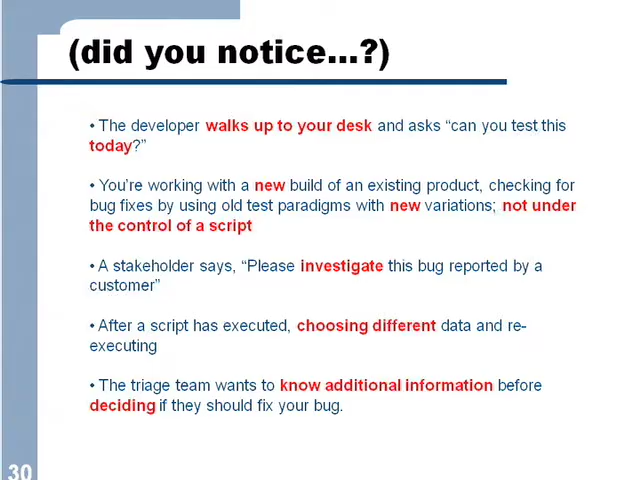 (did you notice...?)
• The developer walks up to your desk and asks “can you test this
today?”
• You’re working with a new build of an existing product, checking for
bug fixes by using old test paradigms with new variations; not under
the control of a script
• A stakeholder says, “Please investigate this bug reported by a
customer”
• After a script has executed, choosing different data and re-
executing
• The triage team wants to know additional information before
deciding if they should fix your bug.
30